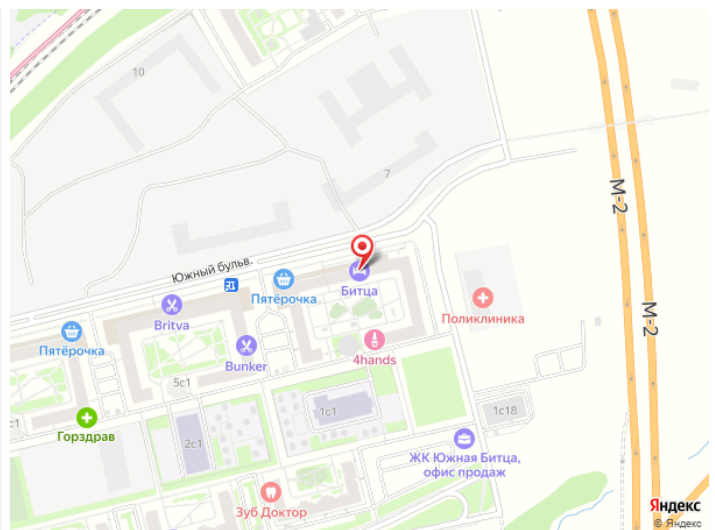 10
7
М-2
Южный бульв.
Битца
Пятёрочка
Britva
Поликлиника
М-2
Пятёрочка
Bunker
4hands
5с1
1с1
1с18
Горздрав
2с1
ЖК Южная Битца,
офис продаж
Зуб Доктор
Яндекс
© Яндекс